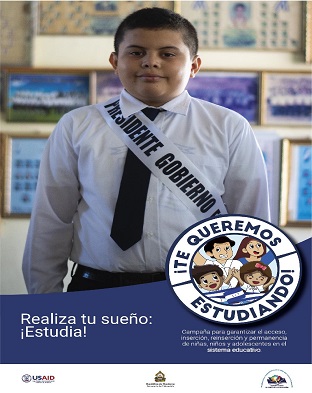 PRESIDENTE GOBIERNO
¡TE QUEREMOS
ESTUDIANDO!
Realiza tu sueño:
¡Estudia!
Campaña para garantizar el acceso,
inserción, reinserción y permanencia
de niñas, niños y adolescentes en el
sistema educativo.
USAID